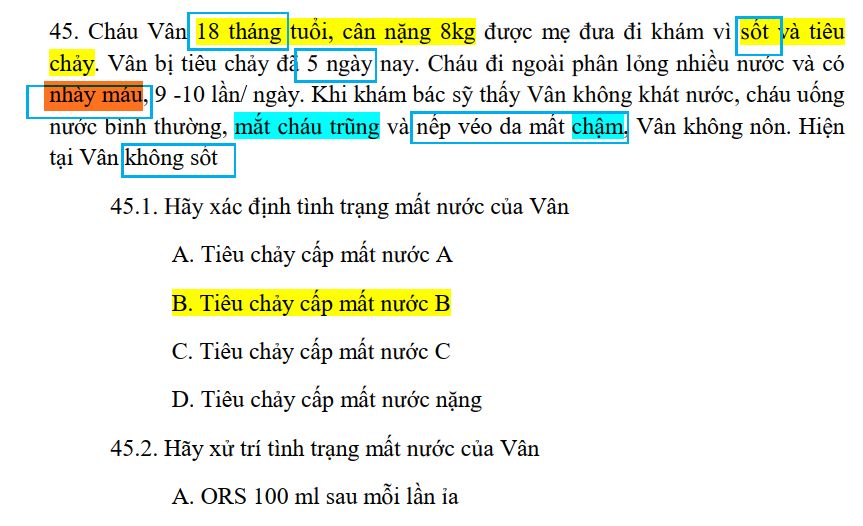 45. Cháu Vân 18 tháng tuổi, cân nặng 8kg được mẹ đưa đi khám vì sốt và tiêu
chảy. Vân bị tiêu chảy đã 5 ngày nay. Cháu đi ngoài phân lỏng nhiều nước và có
nhày máu, 9 -10 lần/ ngày. Khi khám bác sỹ thấy Vân không khát nước, cháu uống
nước bình thường, mắt cháu trũng và nếp véo da mất chậm, Vân không nôn. Hiện
tại Vân không sốt
45.1. Hãy xác định tình trạng mất nước của Vân
A. Tiêu chảy cấp mất nước A
B. Tiêu chảy cấp mất nước B
C. Tiêu chảy cấp mất nước C
D. Tiêu chảy cấp mất nước nặng
45.2. Hãy xử trí tình trạng mất nước của Vân
A. ORS 100 ml sau mỗi lần ỉa